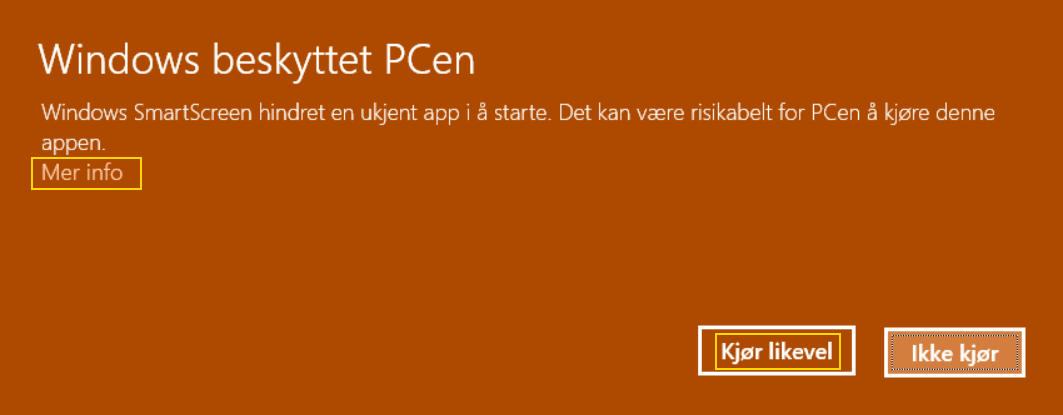 Windows beskyttet PCen
Windows SmartScreen hindret en ukjent app i å starte. Det kan være risikabelt for PCen å kjøre denne
appen.
Mer info
Kjør likevel
Ikke kjør